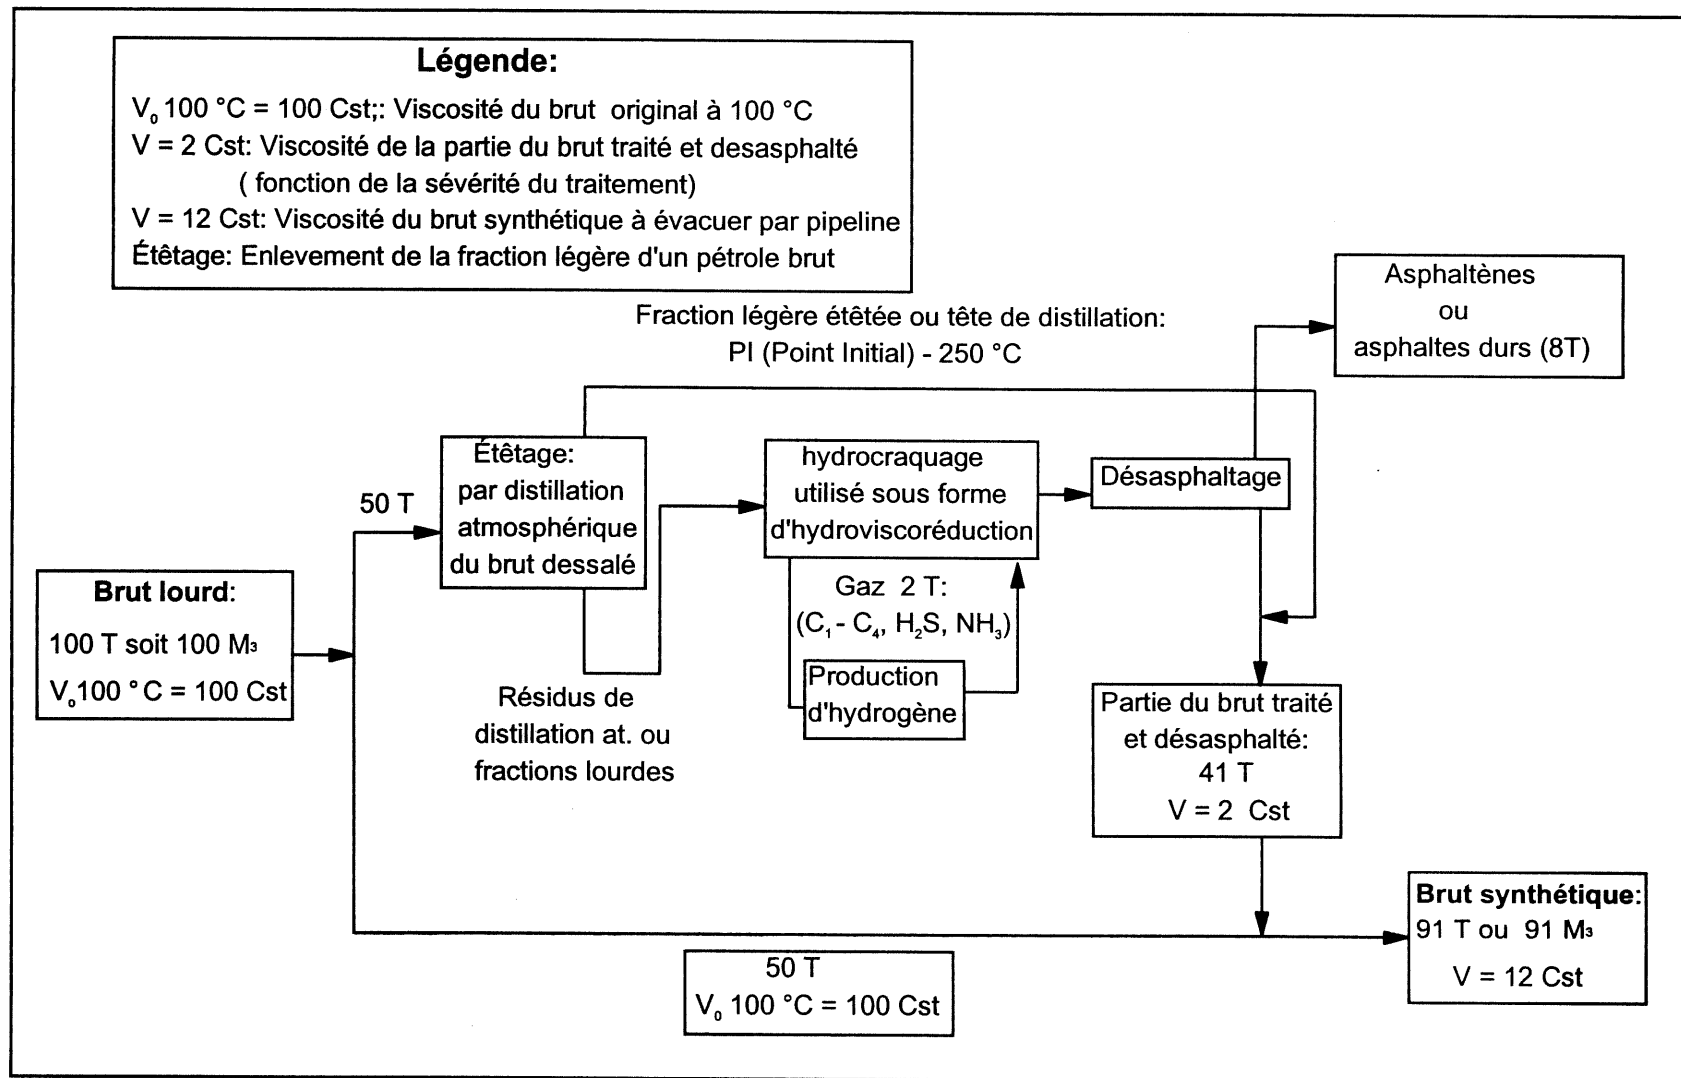 Légende:
V₀ 100 °C = 100 Cst;: Viscosité du brut original à 100 °C
V = 2 Cst: Viscosité de la partie du brut traité et desasphalté
( fonction de la sévérité du traitement)
V = 12 Cst: Viscosité du brut synthétique à évacuer par pipeline
Étêtage: Enlevement de la fraction légère d'un pétrole brut
Asphaltènes
ou
asphaltes durs (8T)
Fraction légère étêtée ou tête de distillation:
PI (Point Initial) - 250 °C
50 T
Étêtage:
par distillation
atmosphérique
du brut dessalé
hydrocraquage
utilisé sous forme
d'hydroviscoréduction
Désasphaltage
Brut lourd:
100 T soit 100 M³
V₀100 °C = 100 Cst
Gaz 2 T:
(C₁- C₄, H₂S, NH₃)
Production
d'hydrogène
Résidus de
distillation at. ou
fractions lourdes
Partie du brut traité
et désasphalté:
41 T
V = 2 Cst
Brut synthétique:
91 T ou 91 M³
V = 12 Cst
50 T
V₀ 100 °C = 100 Cst